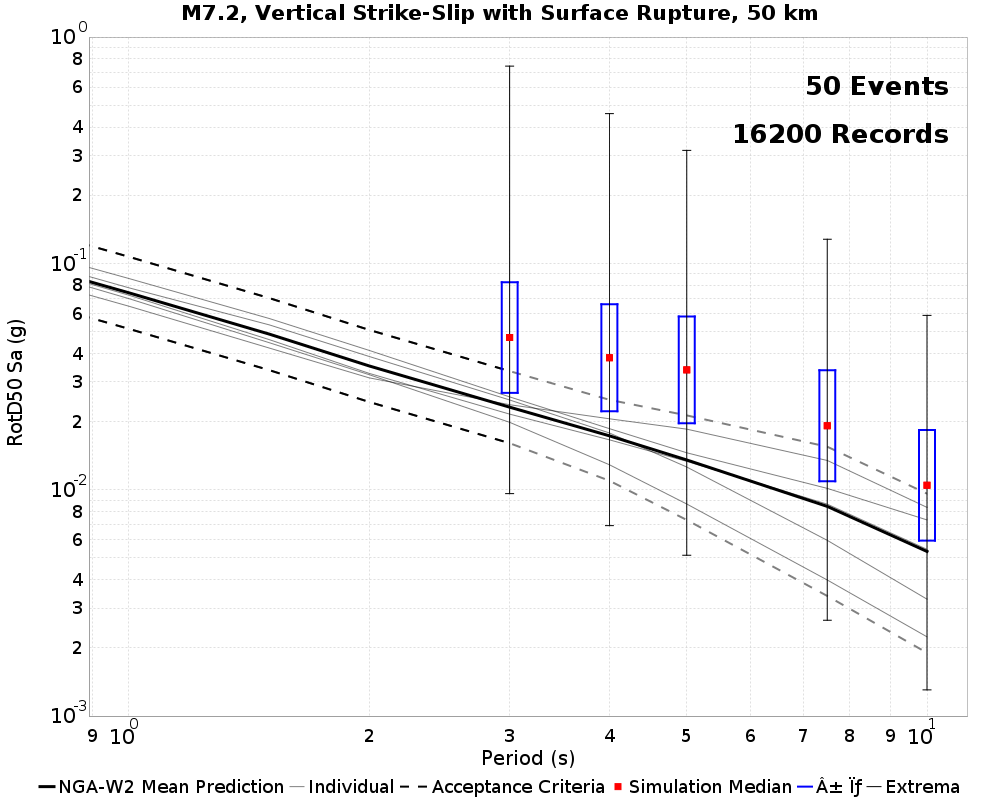 M7.2, Vertical Strike-Slip with Surface Rupture, 50 km
50 Events
16200 Records
RotD50 Sa (g)
10^0
8
6
4
3
2
10^-1
8
6
4
3
2
10^-2
8
6
4
3
2
10^-3
9 10^0 2 3 4 5 6 7 8 9 10^1
Period (s)
NGA-W2 Mean Prediction Individual Acceptance Criteria Simulation Median Â± Ïƒ Extrema